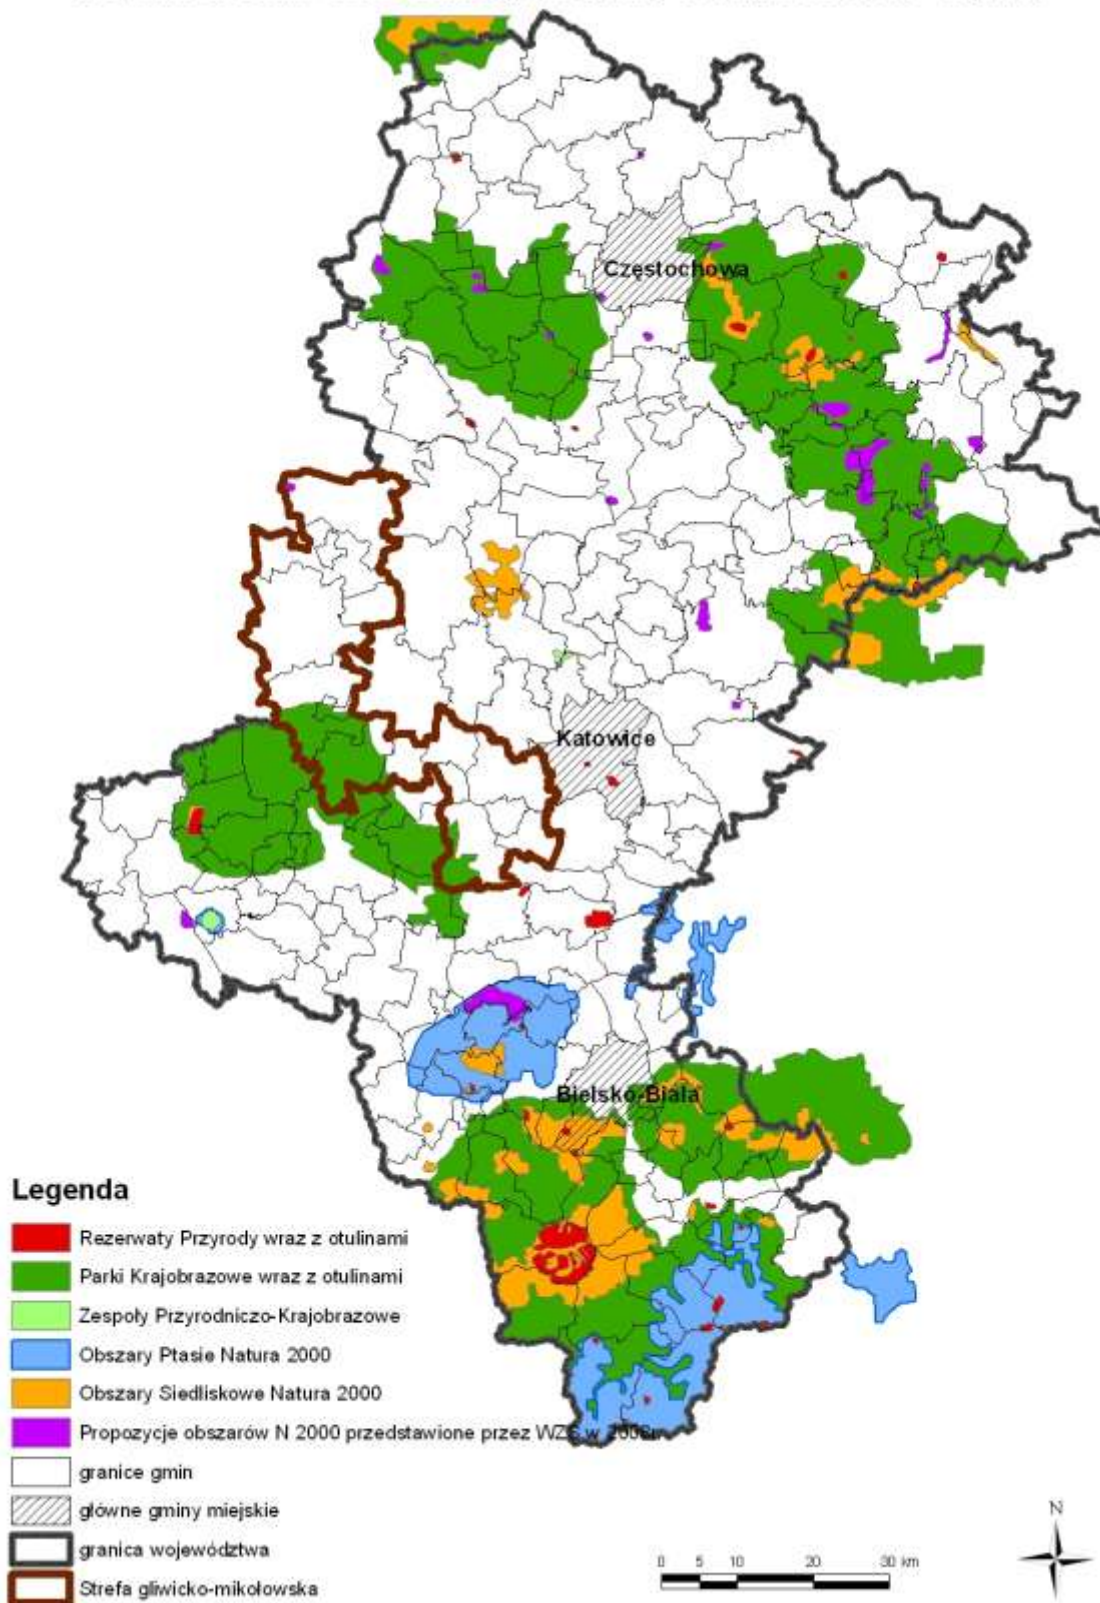 Częstochowa
Katowice
Bielsko-Biala
Legenda
Rezerwaty Przyrody wraz z otulinami
Parki Krajobrazowe wraz z otulinami
Zespoły Przyrodniczo-Krajobrazowe
Obszary Ptasie Natura 2000
Obszary Siedliskowe Natura 2000
Propozycje obszarów N 2000 przedstawione przez WZS w
granice gmin
główne gminy miejskie
granica województwa
Strefa gliwicko-mikołowska
N
0 5 10 20 30 km